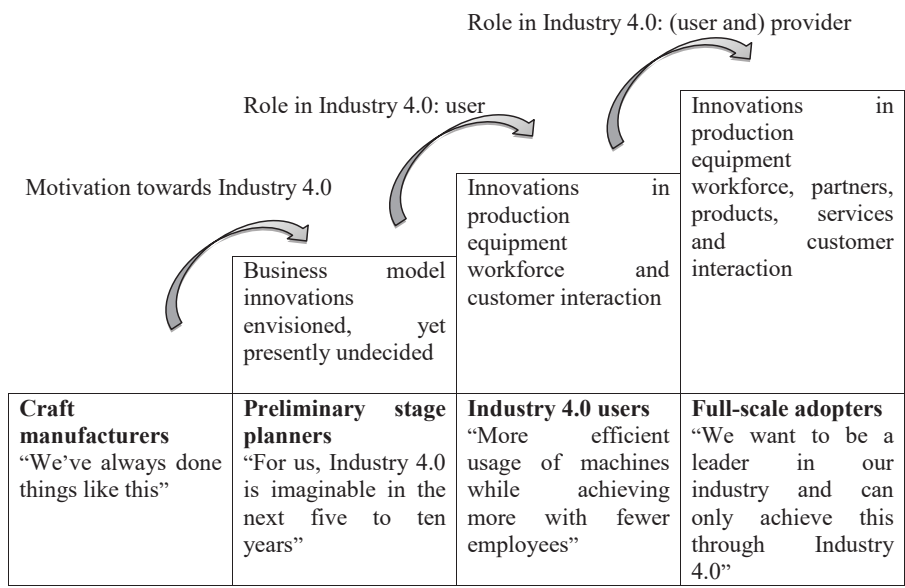 Role in Industry 4.0: (user and) provider
Role in Industry 4.0: user
Motivation towards Industry 4.0
Innovations in
production
equipment
workforce, partners,
products, services
and customer
interaction
Innovations in
production
equipment
workforce and
customer interaction
Business model
innovations
envisioned, yet
presently undecided
Craft
manufacturers
“We’ve always done
things like this”
Preliminary stage
planners
“For us, Industry 4.0
is imaginable in the
next five to ten
years”
Industry 4.0 users
“More efficient
usage of machines
while achieving
more with fewer
employees”
Full-scale adopters
“We want to be a
leader in our
industry and can
only achieve this
through Industry
4.0”